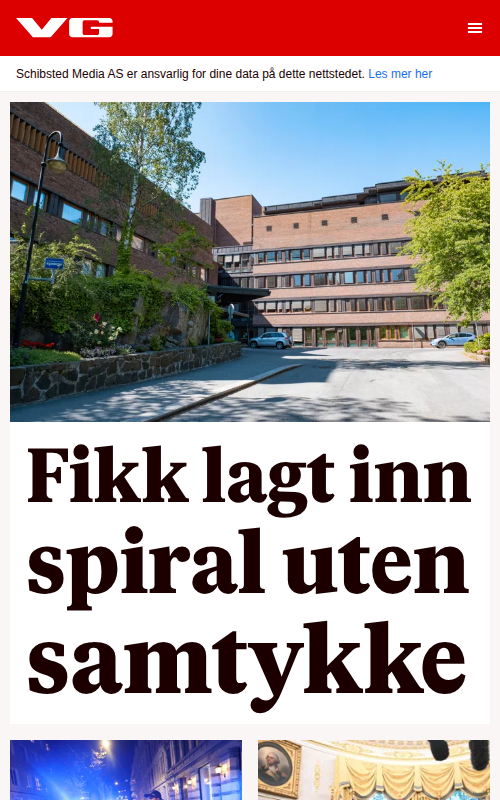 VG
Schibsted Media AS er ansvarlig for dine data på dette nettstedet. Les mer her
Fikk lagt inn
spiral uten
samtykke